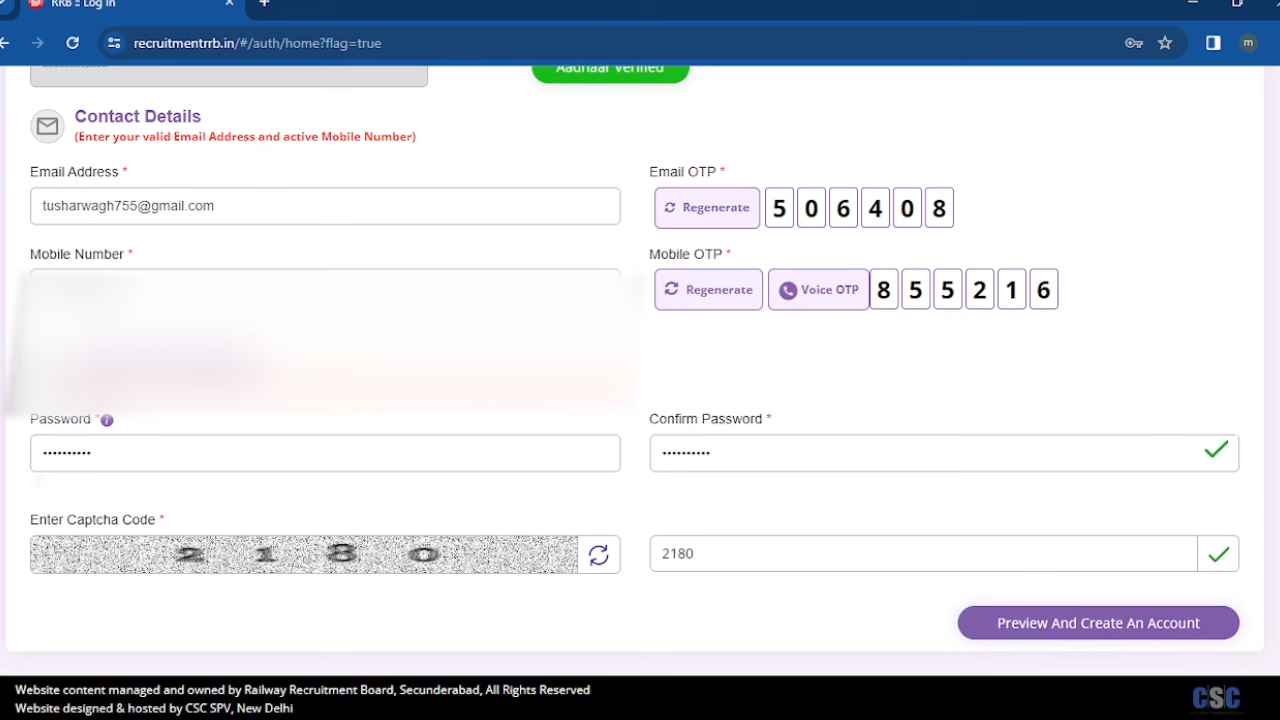 RRB :: Log In
recruitmentrrb.in/#/auth/home?flag=true
m
Aadhaar Verified
Contact Details
(Enter your valid Email Address and active Mobile Number)
Email Address *
Email OTP *
tusharwagh755@gmail.com
Regenerate 5 0 6 4 0 8
Mobile Number *
Mobile OTP *
Regenerate Voice OTP 8 5 5 2 1 6
Password * i
Confirm Password *
Enter Captcha Code *
2 1 8 0
2180
Preview And Create An Account
Website content managed and owned by Railway Recruitment Board, Secunderabad, All Rights Reserved
Website designed & hosted by CSC SPV, New Delhi
CSC